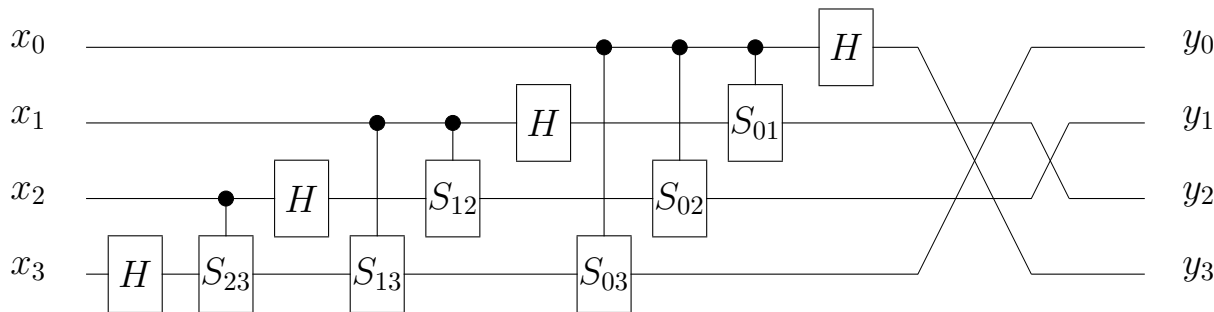 x₀ H y₀
x₁ H S₀₁ y₁
x₂ H S₁₂ S₀₂ y₂
x₃ H S₂₃ S₁₃ S₀₃ y₃